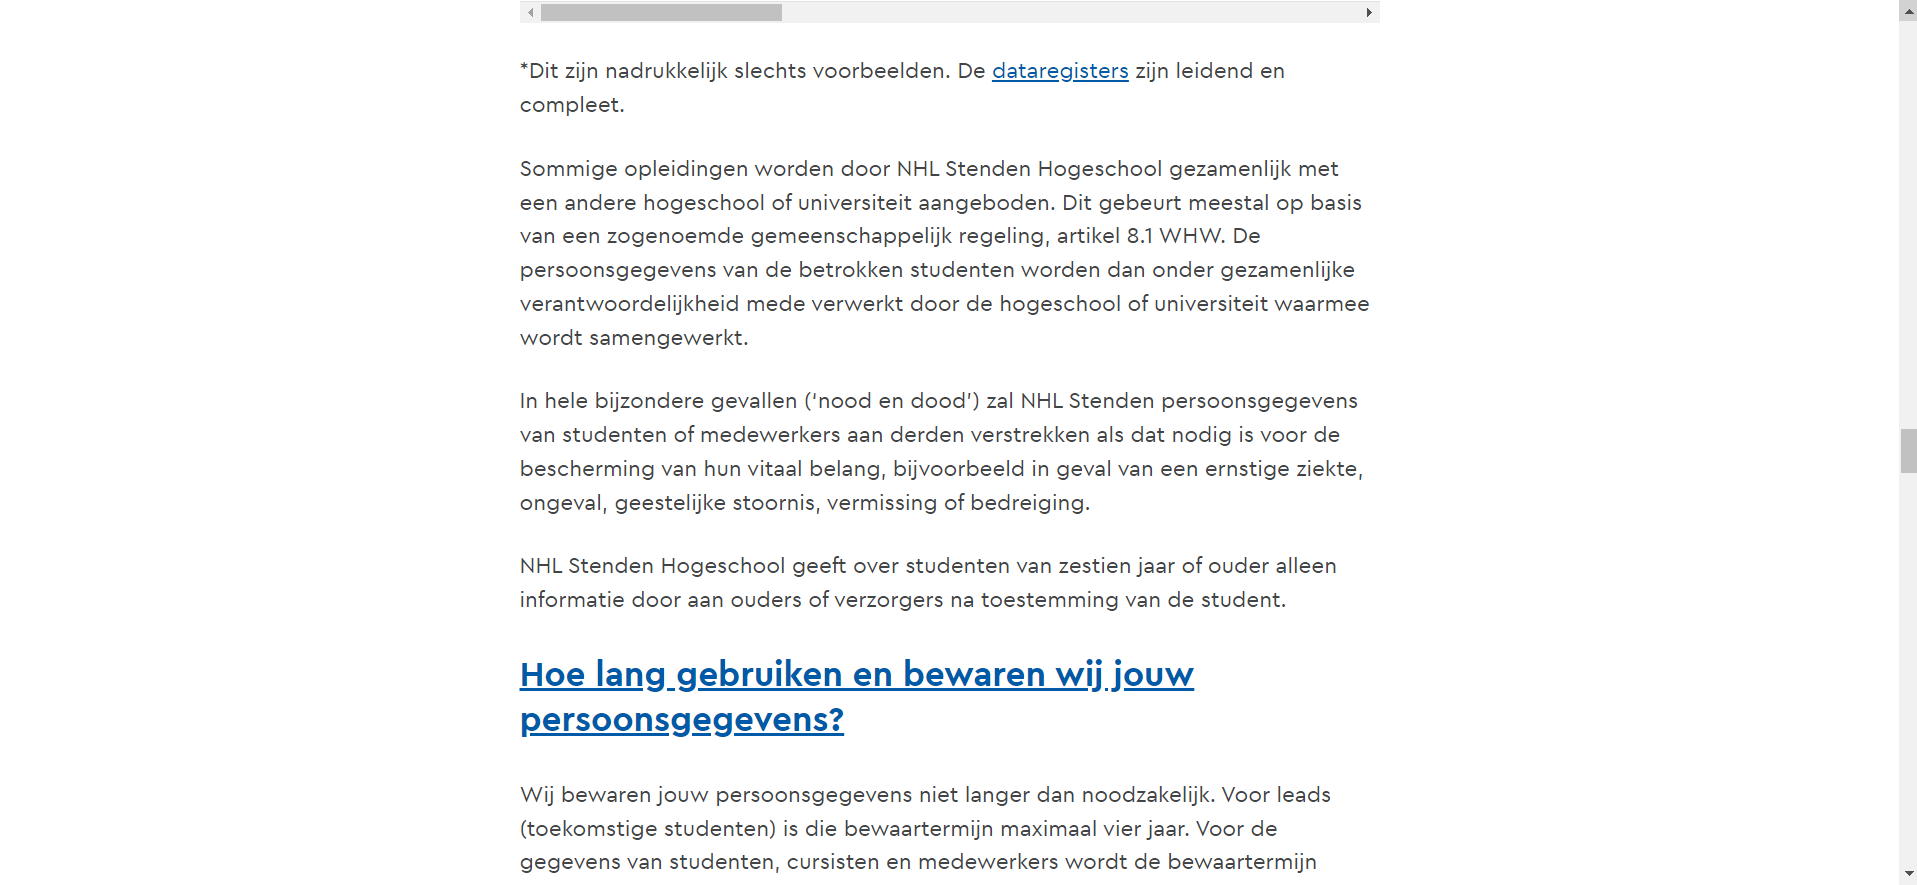 *Dit zijn nadrukkelijk slechts voorbeelden. De dataregisters zijn leidend en
compleet.
Sommige opleidingen worden door NHL Stenden Hogeschool gezamenlijk met
een andere hogeschool of universiteit aangeboden. Dit gebeurt meestal op basis
van een zogenoemde gemeenschappelijk regeling, artikel 8.1 WHW. De
persoonsgegevens van de betrokken studenten worden dan onder gezamenlijke
verantwoordelijkheid mede verwerkt door de hogeschool of universiteit waarmee
wordt samengewerkt.
In hele bijzondere gevallen (‘nood en dood’) zal NHL Stenden persoonsgegevens
van studenten of medewerkers aan derden verstrekken als dat nodig is voor de
bescherming van hun vitaal belang, bijvoorbeeld in geval van een ernstige ziekte,
ongeval, geestelijke stoornis, vermissing of bedreiging.
NHL Stenden Hogeschool geeft over studenten van zestien jaar of ouder alleen
informatie door aan ouders of verzorgers na toestemming van de student.
Hoe lang gebruiken en bewaren wij jouw
persoonsgegevens?
Wij bewaren jouw persoonsgegevens niet langer dan noodzakelijk. Voor leads
(toekomstige studenten) is die bewaartermijn maximaal vier jaar. Voor de
gegevens van studenten, cursisten en medewerkers wordt de bewaartermijn